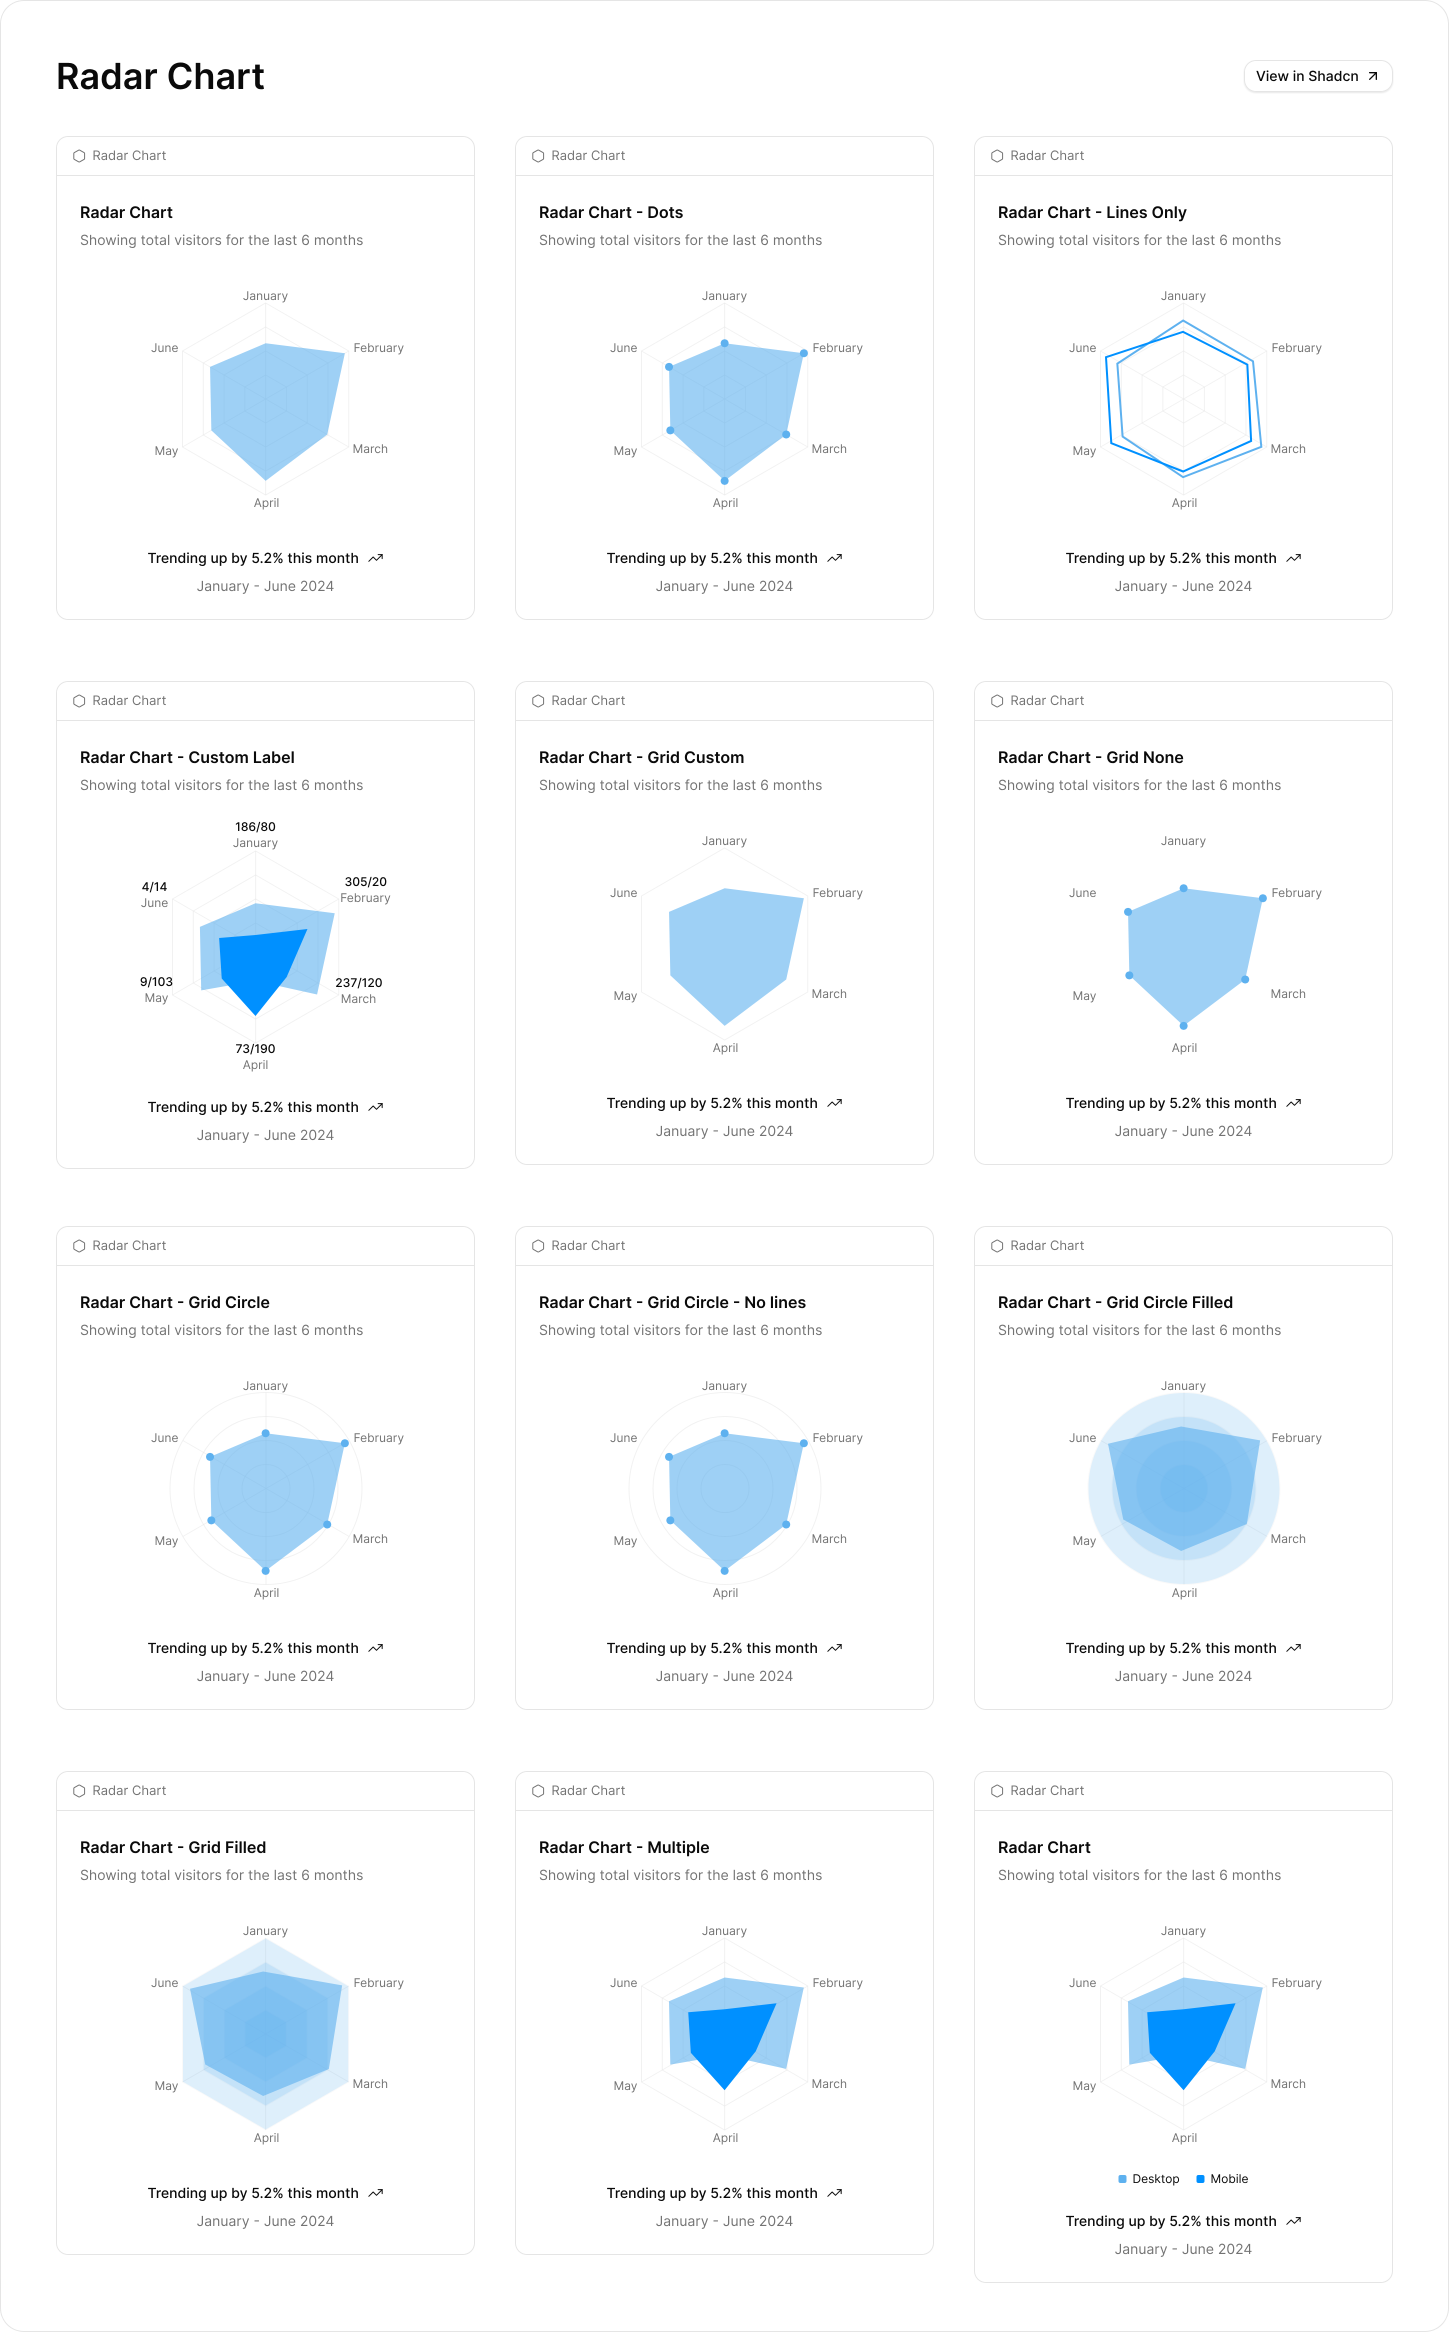 Radar Chart
View in Shadcn
Radar Chart
Radar Chart
Showing total visitors for the last 6 months
January
June
February
May
March
April
Trending up by 5.2% this month
January - June 2024
Radar Chart
Radar Chart - Dots
Showing total visitors for the last 6 months
January
June
February
May
March
April
Trending up by 5.2% this month
January - June 2024
Radar Chart
Radar Chart - Lines Only
Showing total visitors for the last 6 months
January
June
February
May
March
April
Trending up by 5.2% this month
January - June 2024
Radar Chart
Radar Chart - Custom Label
Showing total visitors for the last 6 months
186/80
January
4/14
June
305/20
February
9/103
May
237/120
March
73/190
April
Trending up by 5.2% this month
January - June 2024
Radar Chart
Radar Chart - Grid Custom
Showing total visitors for the last 6 months
January
June
February
May
March
April
Trending up by 5.2% this month
January - June 2024
Radar Chart
Radar Chart - Grid None
Showing total visitors for the last 6 months
January
June
February
May
March
April
Trending up by 5.2% this month
January - June 2024
Radar Chart
Radar Chart - Grid Circle
Showing total visitors for the last 6 months
January
June
February
May
March
April
Trending up by 5.2% this month
January - June 2024
Radar Chart
Radar Chart - Grid Circle - No lines
Showing total visitors for the last 6 months
January
June
February
May
March
April
Trending up by 5.2% this month
January - June 2024
Radar Chart
Radar Chart - Grid Circle Filled
Showing total visitors for the last 6 months
January
June
February
May
March
April
Trending up by 5.2% this month
January - June 2024
Radar Chart
Radar Chart - Grid Filled
Showing total visitors for the last 6 months
January
June
February
May
March
April
Trending up by 5.2% this month
January - June 2024
Radar Chart
Radar Chart - Multiple
Showing total visitors for the last 6 months
January
June
February
May
March
April
Trending up by 5.2% this month
January - June 2024
Radar Chart
Radar Chart
Showing total visitors for the last 6 months
January
June
February
May
March
April
Desktop
Mobile
Trending up by 5.2% this month
January - June 2024